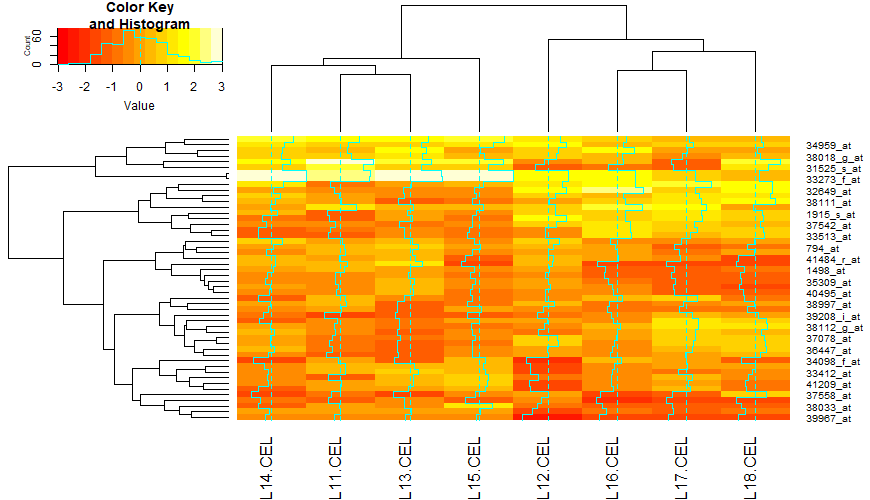 Color Key
and Histogram
Count
0 60
-3 -2 -1 0 1 2 3
Value
34959_at
38018_g_at
31525_s_at
33273_f_at
32649_at
38111_at
1915_s_at
37542_at
33513_at
794_at
41484_r_at
1498_at
35309_at
40495_at
38997_at
39208_i_at
38112_g_at
37078_at
36447_at
34098_f_at
33412_at
41209_at
37558_at
38033_at
39967_at
L14.CEL
L11.CEL
L13.CEL
L15.CEL
L12.CEL
L16.CEL
L17.CEL
L18.CEL